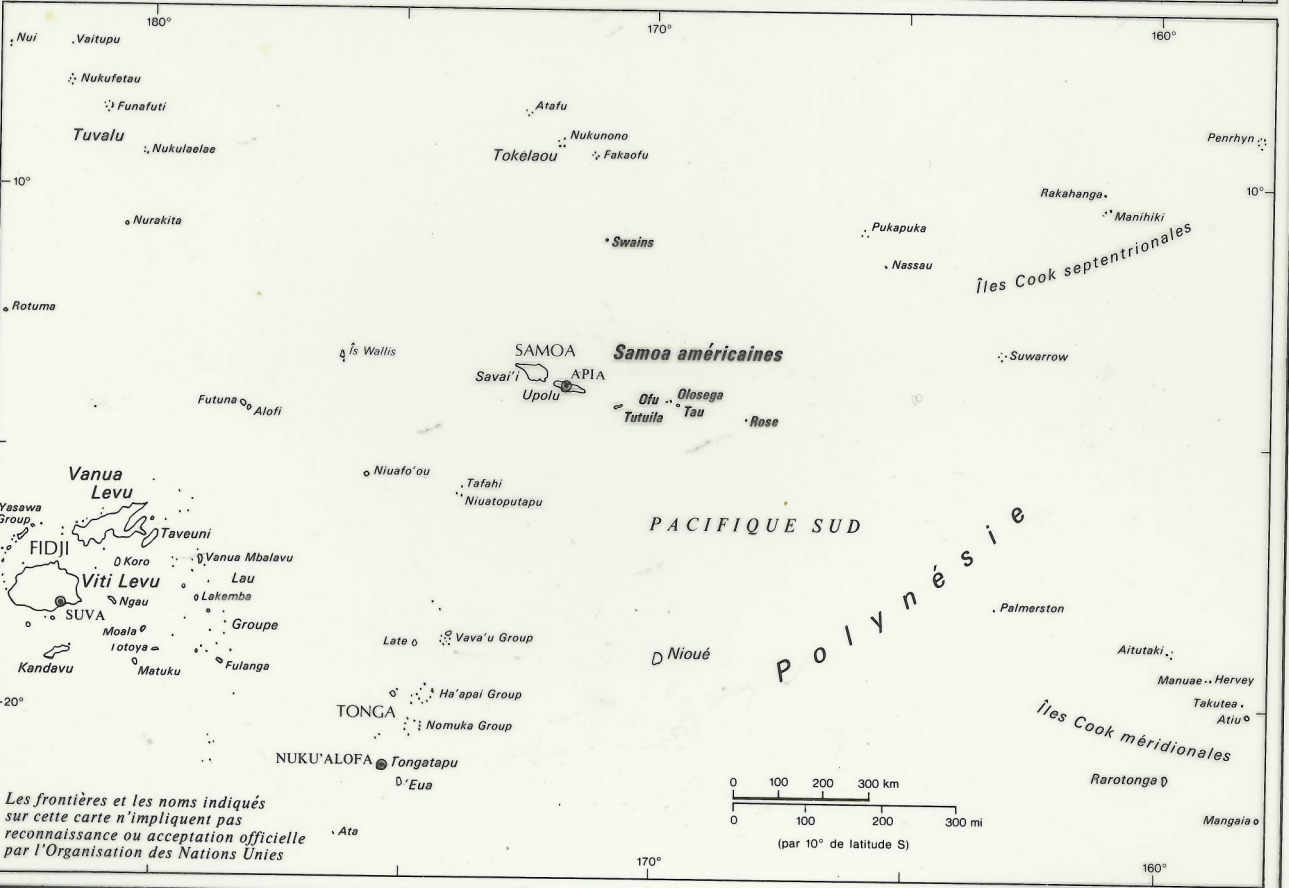 180°
170°
160°
Nui
Vaitupu
Nukufetau
Funafuti
Tuvalu
Nukulaelae
Atafu
Nukunono
Tokélaou
Fakaofu
Penrhyn
10°
10°
Rakahanga
Manihiki
Nurakita
Swains
Pukapuka
Nassau
Îles Cook septentrionales
Rotuma
Îs Wallis
SAMOA
Samoa américaines
Savai'i
APIA
Upolu
Suwarrow
Futuna
Alofi
Ofu
Olosega
Tutuila
Tau
Rose
Vanua
Levu
Niuafo'ou
Tafahi
Niuatoputapu
Yasawa
Group
Taveuni
FIDJI
PACIFIQUE SUD
Polynésie
Koro
Vanua Mbalavu
Viti Levu
Lau
Lakemba
Ngau
SUVA
Groupe
Moala
Totoya
Kandavu
Matuku
Fulanga
Late
Vava'u Group
Nioué
Palmerston
Aitutaki
Manuae
Hervey
Takutea
Atiu
20°
Ha'apai Group
TONGA
Nomuka Group
Îles Cook méridionales
NUKU'ALOFA
Tongatapu
'Eua
Rarotonga
0 100 200 300 km
0 100 200 300 mi
(par 10° de latitude S)
Mangaia
Ata
Les frontières et les noms indiqués
sur cette carte n'impliquent pas
reconnaissance ou acceptation officielle
par l'Organisation des Nations Unies
170°
160°